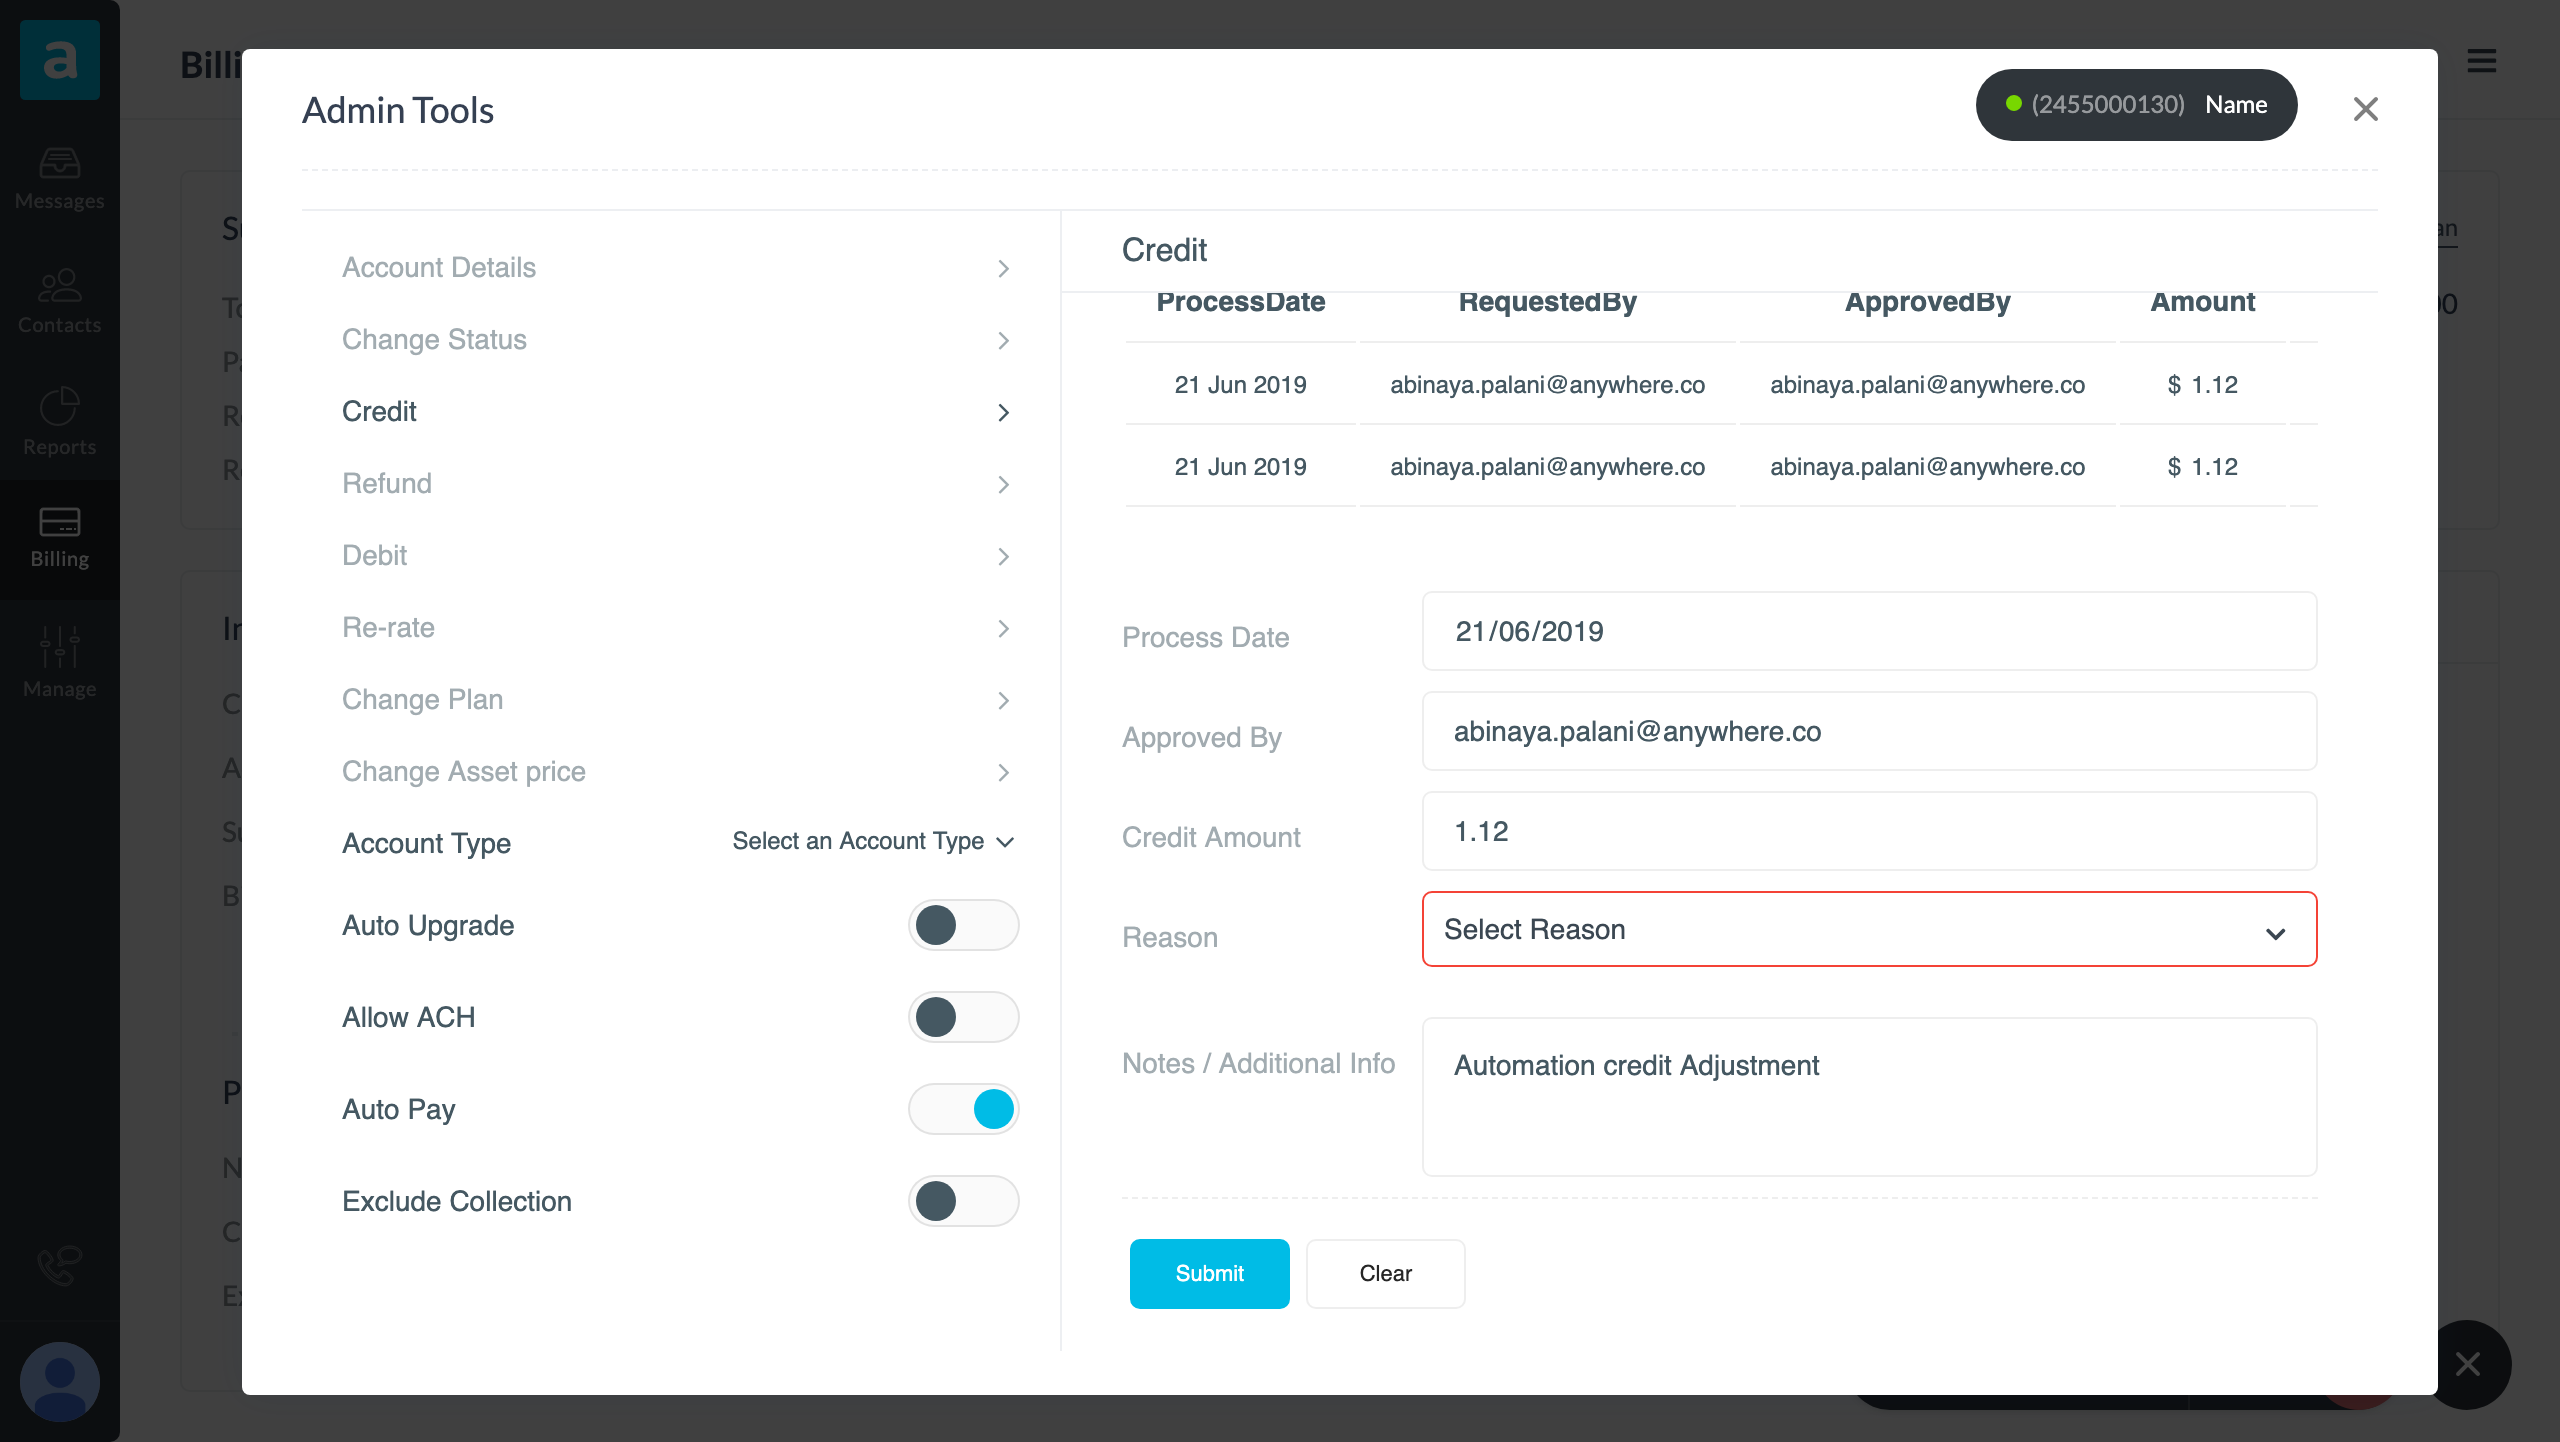 a
Messages
Contacts
Reports
Billing
Manage
Billi
Admin Tools
(2455000130) Name
Account Details
Change Status
Credit
Refund
Debit
Re-rate
Change Plan
Change Asset price
Account Type Select an Account Type
Auto Upgrade
Allow ACH
Auto Pay
Exclude Collection
Credit
ProcessDate RequestedBy ApprovedBy Amount
21 Jun 2019 abinaya.palani@anywhere.co abinaya.palani@anywhere.co $ 1.12
21 Jun 2019 abinaya.palani@anywhere.co abinaya.palani@anywhere.co $ 1.12
Process Date 21/06/2019
Approved By abinaya.palani@anywhere.co
Credit Amount 1.12
Reason Select Reason
Notes / Additional Info Automation credit Adjustment
Submit Clear